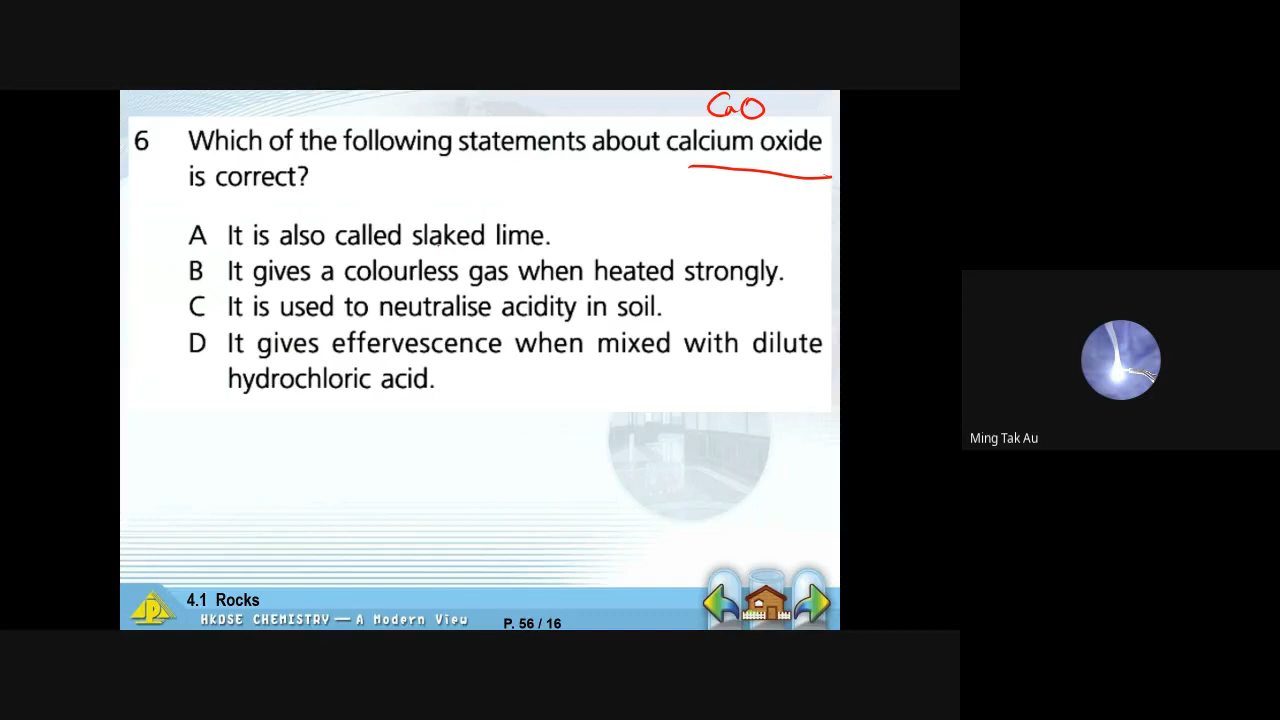 CaO
6 Which of the following statements about calcium oxide
is correct?
A It is also called slaked lime.
B It gives a colourless gas when heated strongly.
C It is used to neutralise acidity in soil.
D It gives effervescence when mixed with dilute
hydrochloric acid.
Ming Tak Au
4.1 Rocks
HKDSE CHEMISTRY — A Modern View
P. 56 / 16